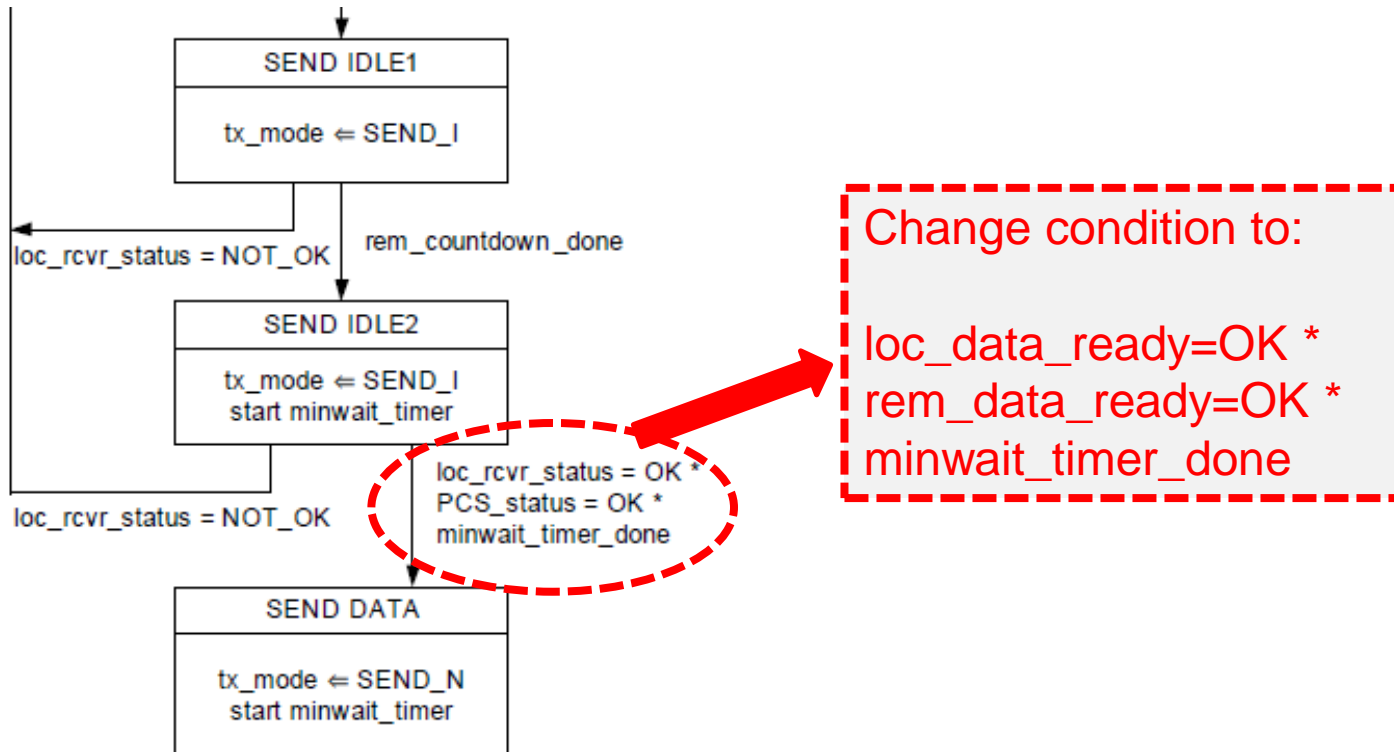 SEND IDLE1
tx_mode ⇐ SEND_I
loc_rcvr_status = NOT_OK
rem_countdown_done
SEND IDLE2
tx_mode ⇐ SEND_I
start minwait_timer
loc_rcvr_status = NOT_OK
loc_rcvr_status = OK *
PCS_status = OK *
minwait_timer_done
SEND DATA
tx_mode ⇐ SEND_N
start minwait_timer
Change condition to:
loc_data_ready=OK *
rem_data_ready=OK *
minwait_timer_done